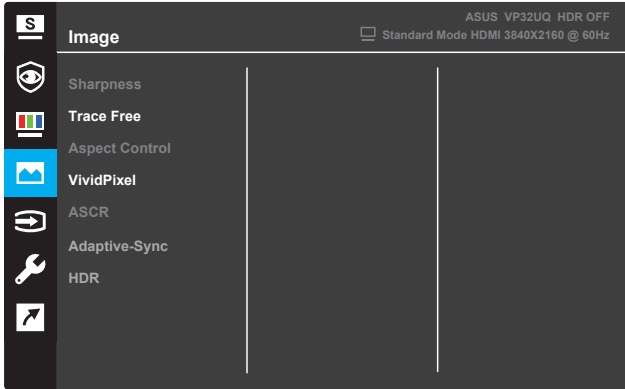 S
ASUS VP32UQ HDR OFF
Image
Standard Mode HDMI 3840X2160 @ 60Hz
Sharpness
Trace Free
Aspect Control
VividPixel
ASCR
Adaptive-Sync
HDR